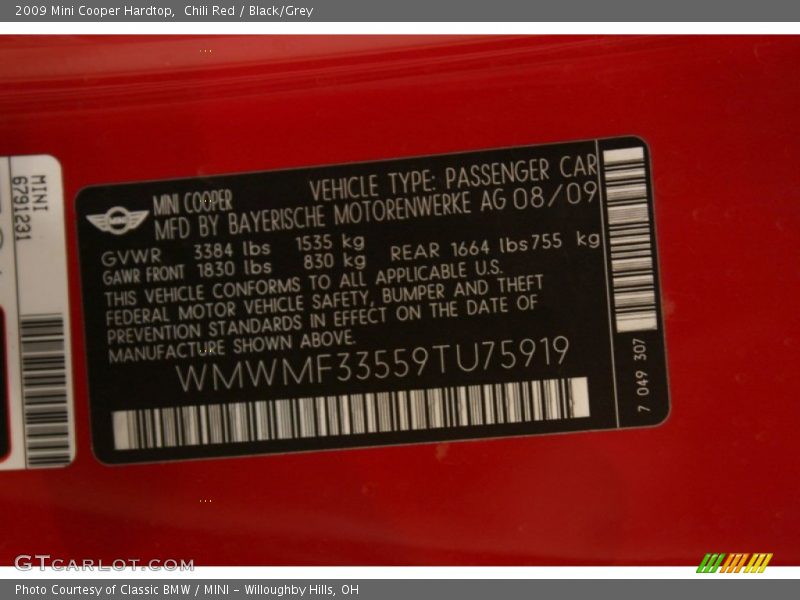 2009 Mini Cooper Hardtop,  Chili Red / Black/Grey
MINI
6791231
MINI COOPER VEHICLE TYPE: PASSENGER CAR
MFD BY BAYERISCHE MOTORENWERKE AG 08/09
GVWR 3384 lbs 1535 kg
GAWR FRONT 1830 lbs 830 kg REAR 1664 lbs 755 kg
THIS VEHICLE CONFORMS TO ALL APPLICABLE U.S.
FEDERAL MOTOR VEHICLE SAFETY, BUMPER AND THEFT
PREVENTION STANDARDS IN EFFECT ON THE DATE OF
MANUFACTURE SHOWN ABOVE.
WMWMF33559TU75919
7 049 307
GTCARLOT.COM
Photo Courtesy of Classic BMW / MINI - Willoughby Hills, OH